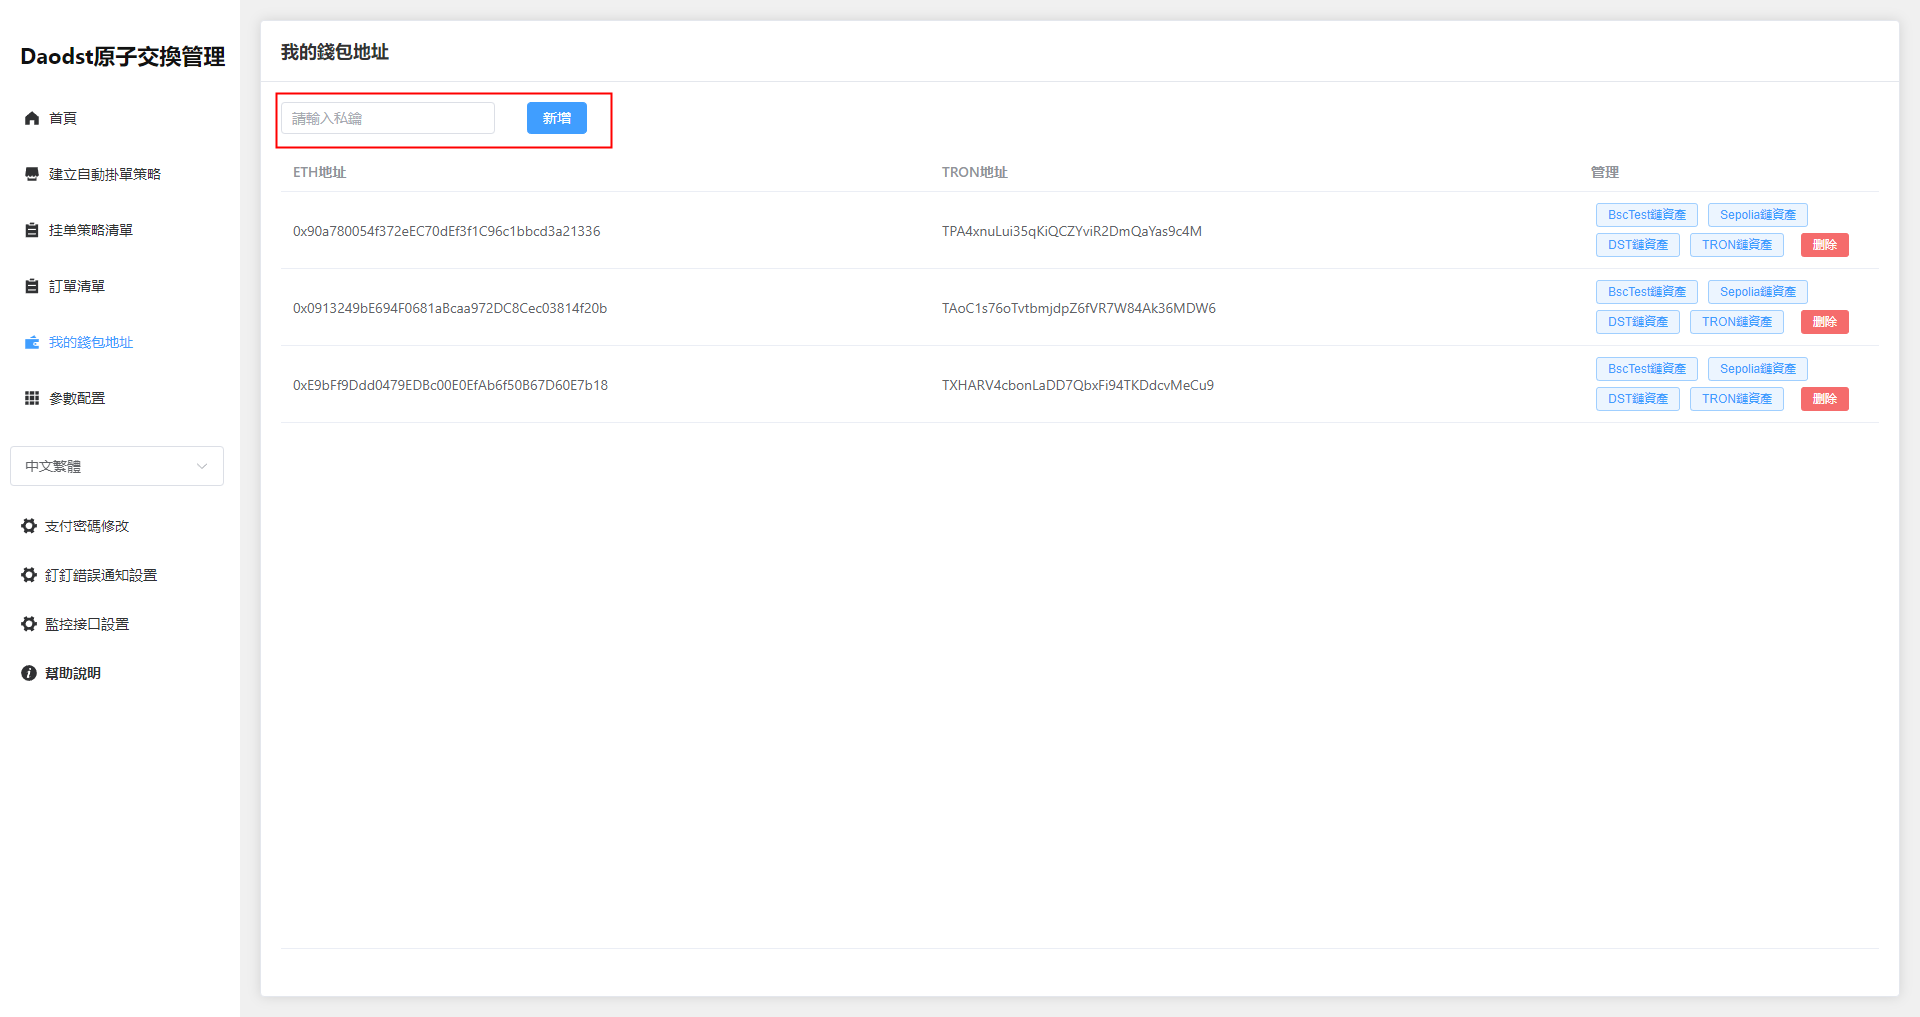 Daodst原子交換管理
首頁
建立自動掛單策略
挂单策略清單
訂單清單
我的錢包地址
參數配置
中文繁體
支付密碼修改
釘釘錯誤通知設置
監控接口設置
幫助說明
我的錢包地址
請輸入私鑰 新增
ETH地址 TRON地址 管理
0x90a780054f372eEC70dEf3f1C96c1bbcd3a21336 TPA4xnuLui35qKiQCZYviR2DmQaYas9c4M BscTest鏈資產 Sepolia鏈資產
DST鏈資產 TRON鏈資產 刪除
0x0913249bE694F0681aBcaa972DC8Cec03814f20b TAoC1s76oTvtbmjdpZ6fVR7W84Ak36MDW6 BscTest鏈資產 Sepolia鏈資產
DST鏈資產 TRON鏈資產 刪除
0xE9bFf9Ddd0479EDBc00E0EfAb6f50B67D60E7b18 TXHARV4cbonLaDD7QbxFi94TKDdcvMeCu9 BscTest鏈資產 Sepolia鏈資產
DST鏈資產 TRON鏈資產 刪除